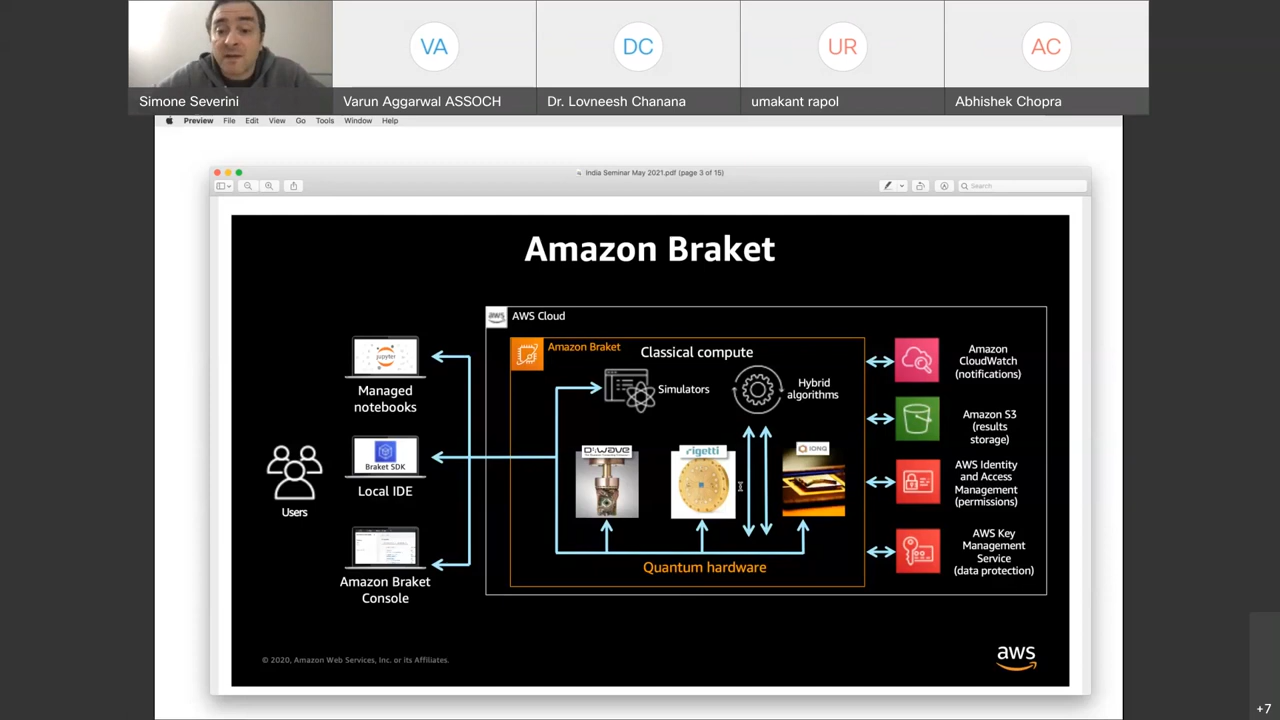 VA
DC
UR
AC
Simone Severini
Varun Aggarwal ASSOCH
Dr. Lovneesh Chanana
umakant rapol
Abhishek Chopra
Preview File Edit View Go Tools Window Help
India Seminar May 2021.pdf (page 3 of 15)
Search
Amazon Braket
aws
AWS Cloud
Amazon Braket
Classical compute
Simulators
Hybrid
algorithms
D:Wave
rigetti
IONQ
Quantum hardware
jupyter
Managed
notebooks
Braket SDK
Local IDE
Users
Amazon Braket
Console
Amazon
CloudWatch
(notifications)
Amazon S3
(results
storage)
AWS Identity
and Access
Management
(permissions)
AWS Key
Management
Service
(data protection)
© 2020, Amazon Web Services, Inc. or its Affiliates.
aws
+7